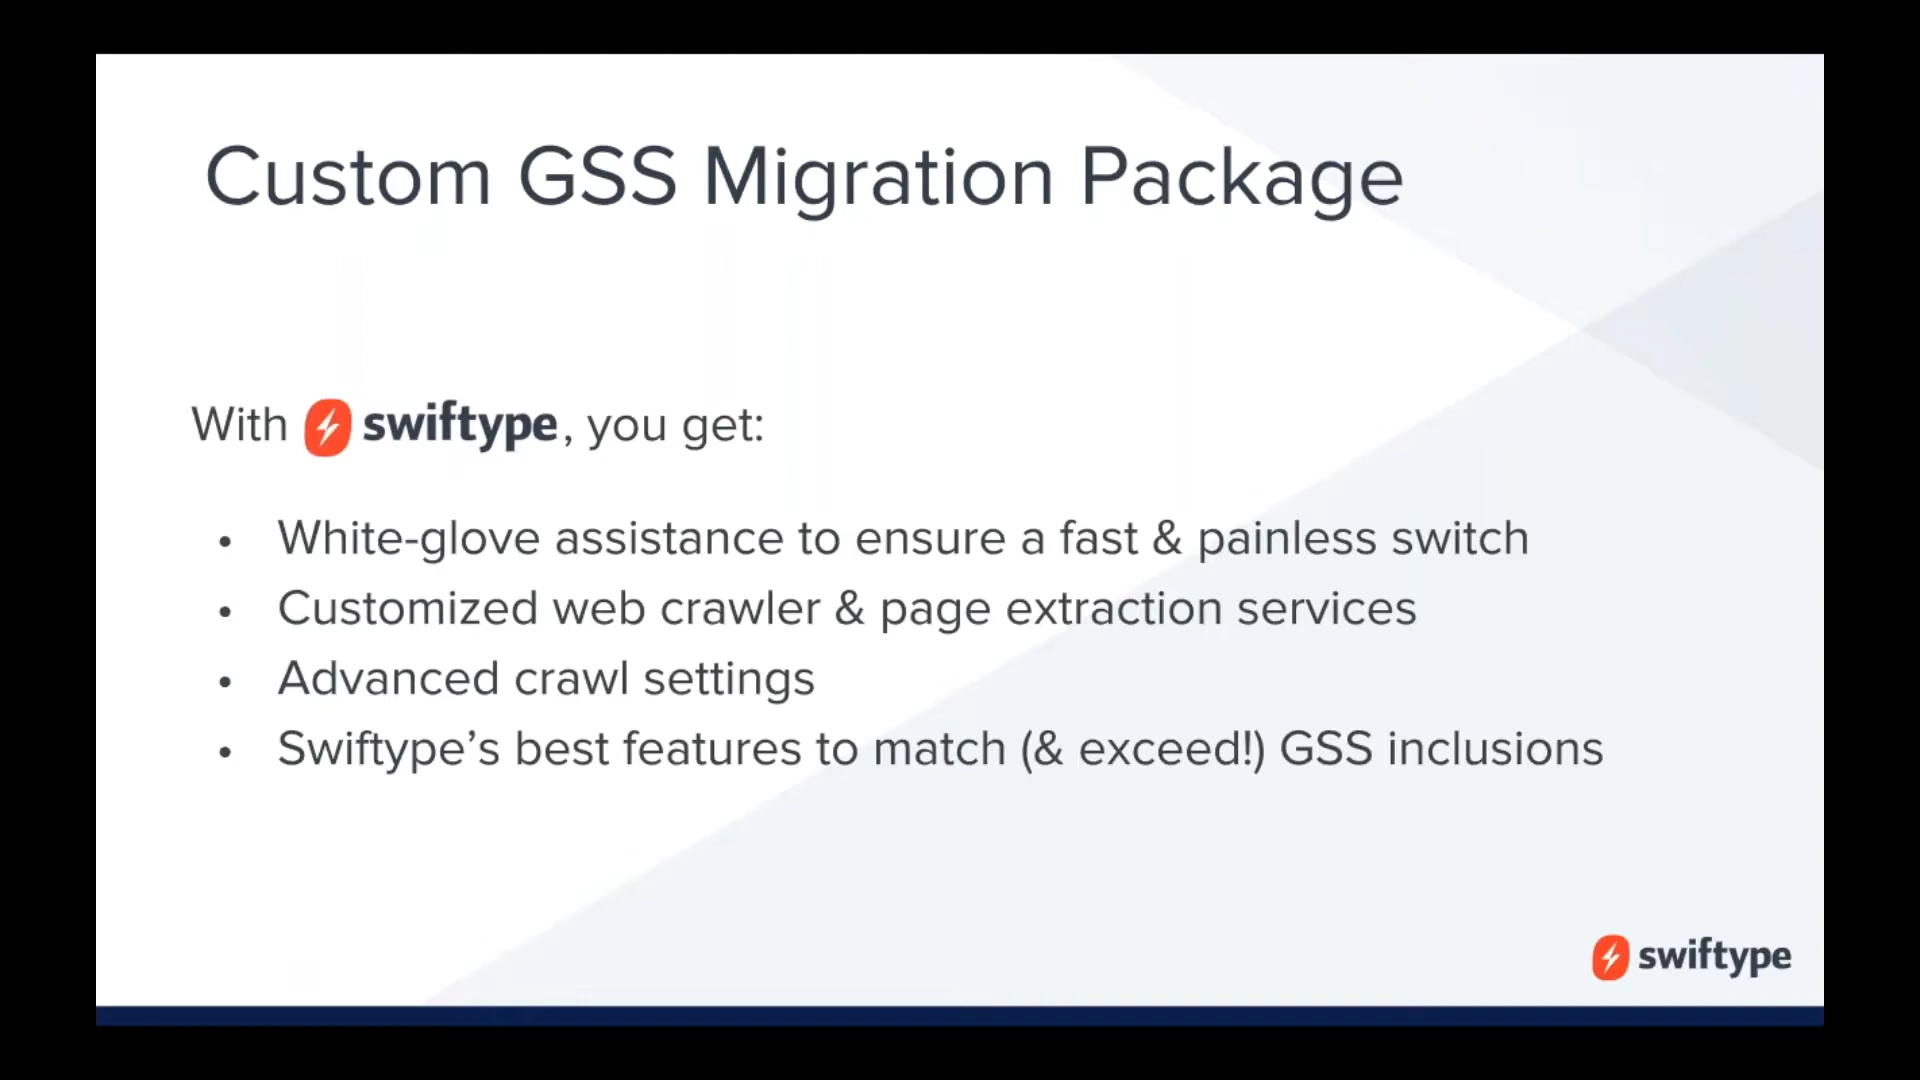 Custom GSS Migration Package
With swiftype, you get:
• White-glove assistance to ensure a fast & painless switch
• Customized web crawler & page extraction services
• Advanced crawl settings
• Swiftype’s best features to match (& exceed!) GSS inclusions
swiftype